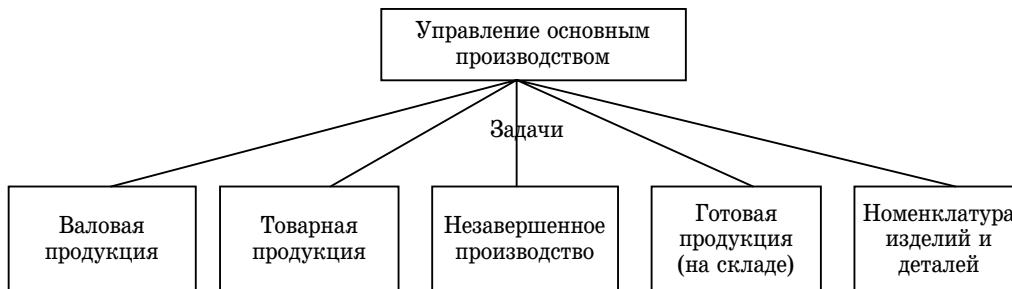 Управление основным
производством
Задачи
Валовая
продукция
Товарная
продукция
Незавершенное
производство
Готовая
продукция
(на складе)
Номенклатура
изделий и
деталей